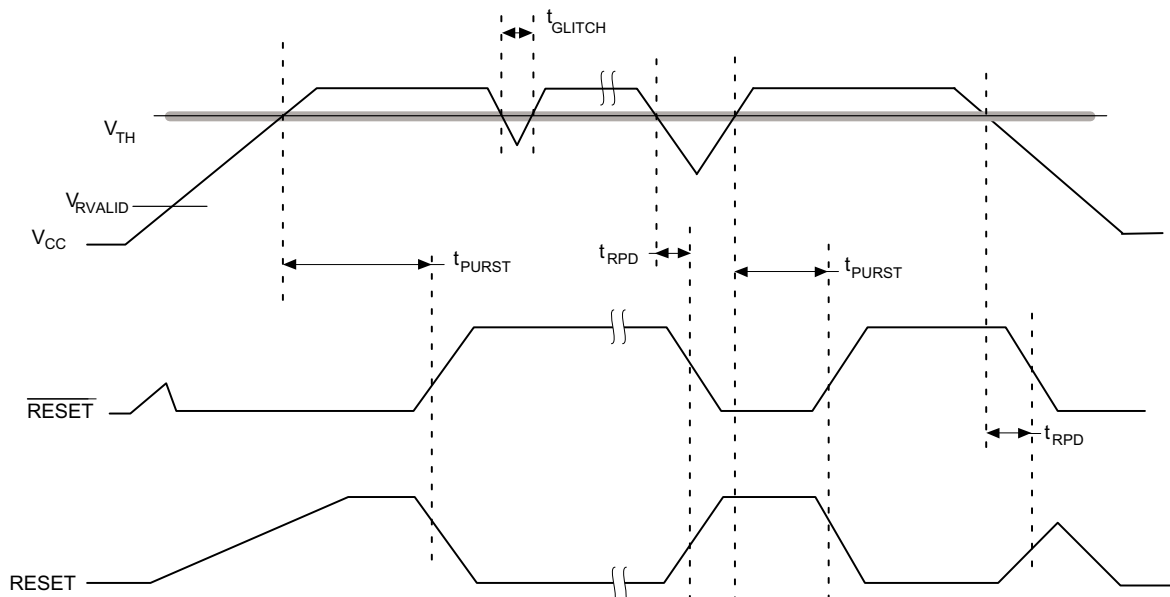 tGLITCH
VTH
VRVALID
VCC
tPURST
tRPD
tPURST
RESET
tRPD
RESET